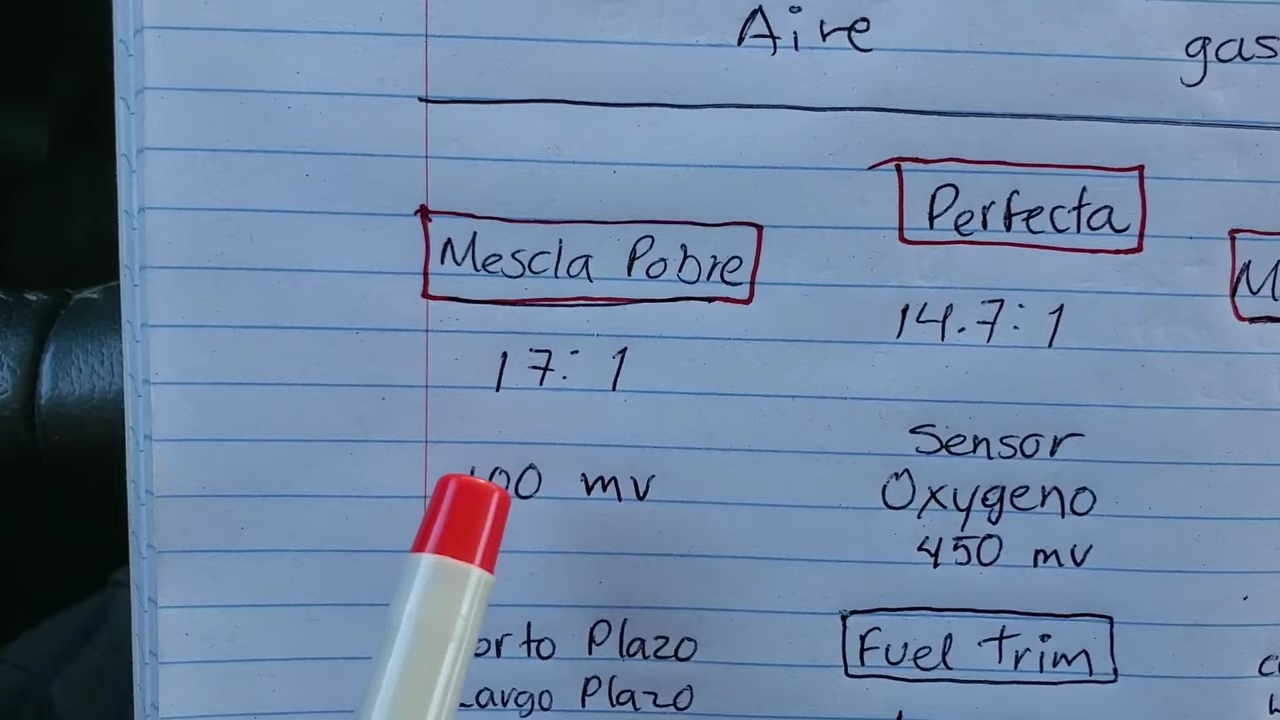 Aire gas
Mescla Pobre
17:1
mv
Perfecta
14.7:1
Sensor
Oxygeno
450 mv
Plazo
Largo Plazo
Fuel trim